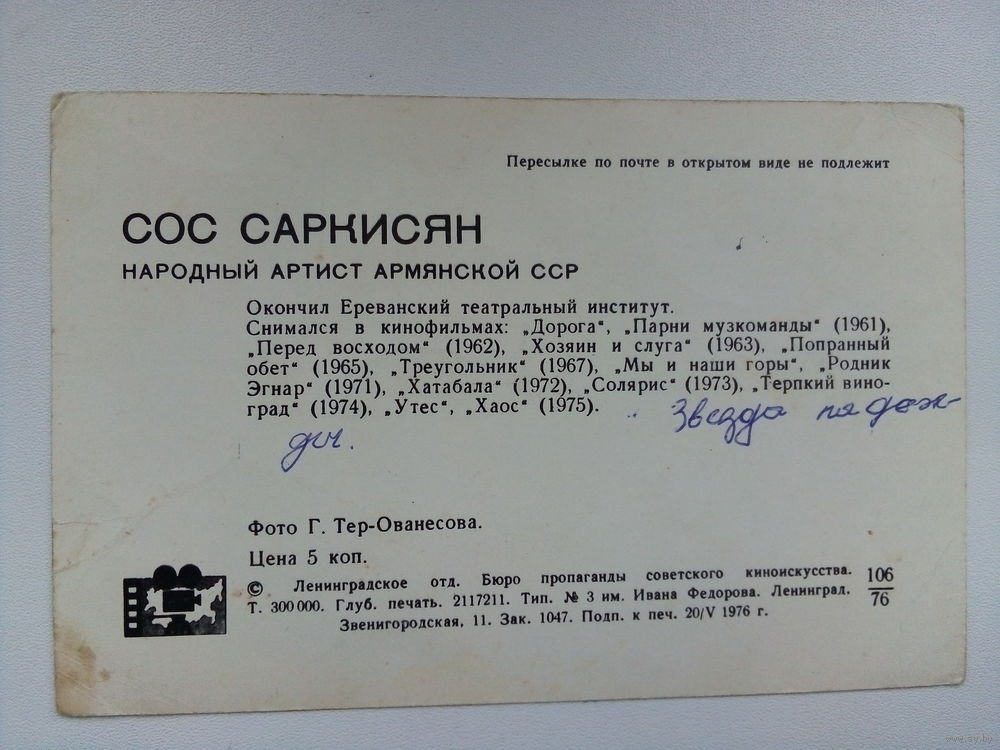 Пересылке по почте в открытом виде не подлежит
СОС САРКИСЯН
НАРОДНЫЙ АРТИСТ АРМЯНСКОЙ ССР
Окончил Ереванский театральный институт.
Снимался в кинофильмах: „Дорога“, „Парни музкоманды“ (1961),
„Перед восходом“ (1962), „Хозяин и слуга“ (1963), „Попранный
обет“ (1965), „Треугольник“ (1967), „Мы и наши горы“, „Родник
Эгнар“ (1971), „Хатабала“ (1972), „Солярис“ (1973), „Терпкий вино-
град“ (1974), „Утес“, „Хаос“ (1975).
Звезда
Фото Г. Тер-Ованесова.
Цена 5 коп.
© Ленинградское отд. Бюро пропаганды советского киноискусства.
Т. 300 000. Глуб. печать. 2117211. Тип. № 3 им. Ивана Федорова. Ленинград,
Звенигородская, 11. Зак. 1047. Подп. к печ. 20/V 1976 г.
106
76
www.ay.by